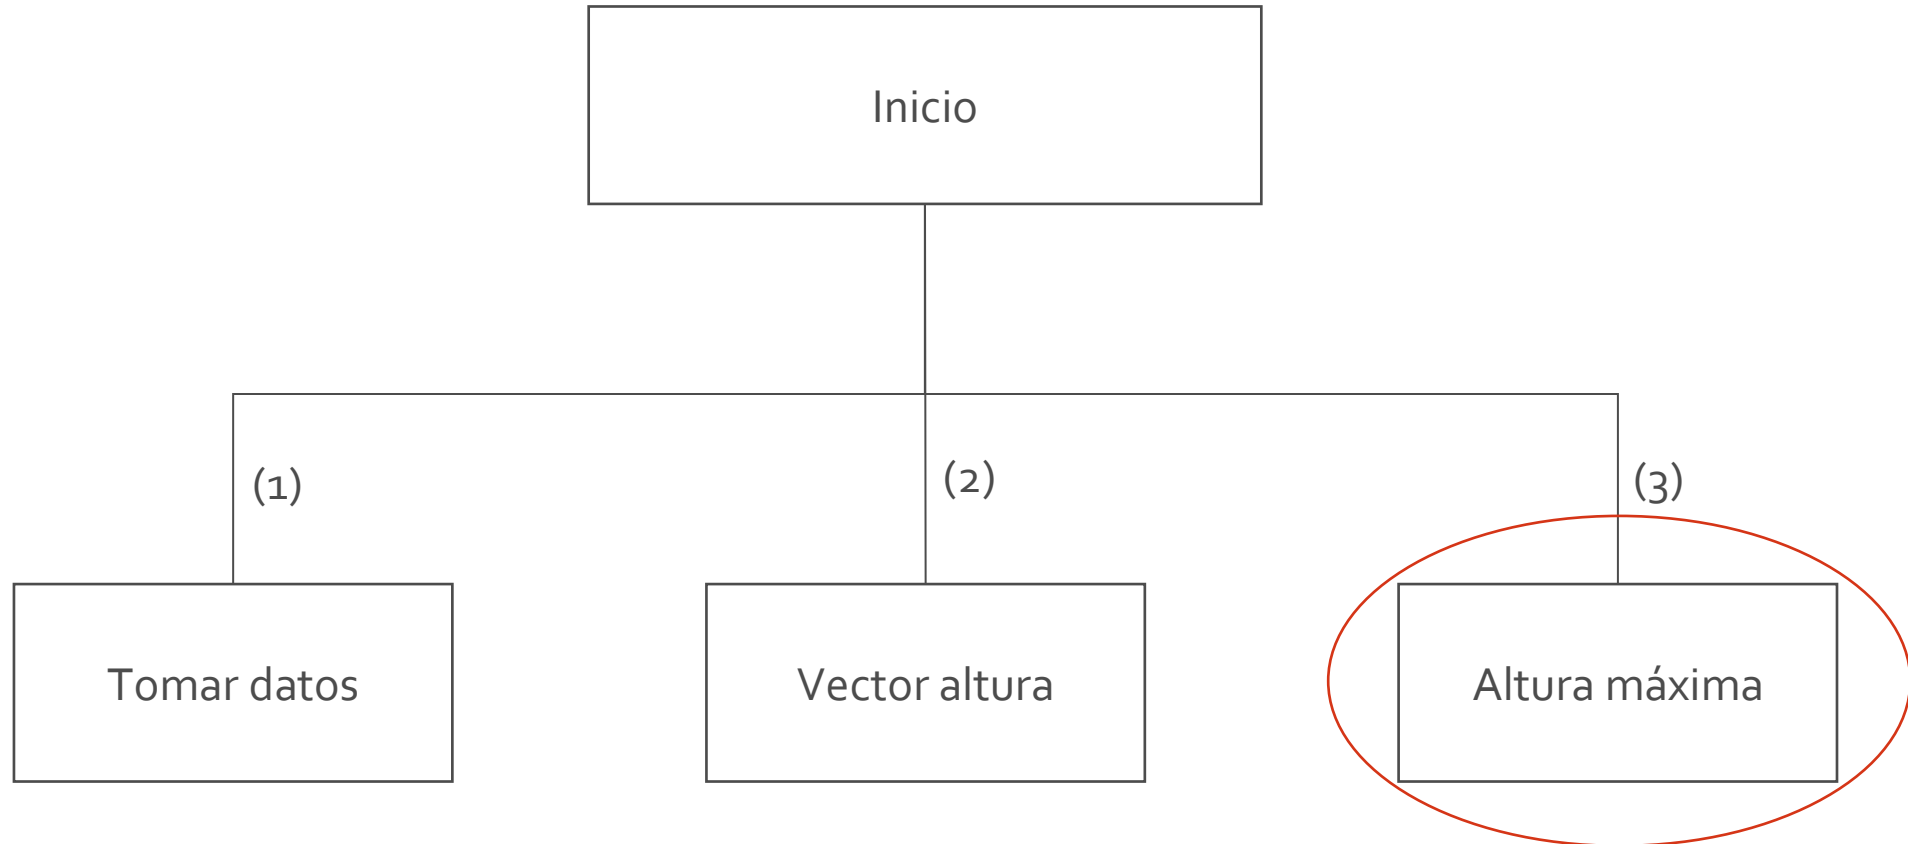 Inicio
(1)
(2)
(3)
Tomar datos
Vector altura
Altura máxima